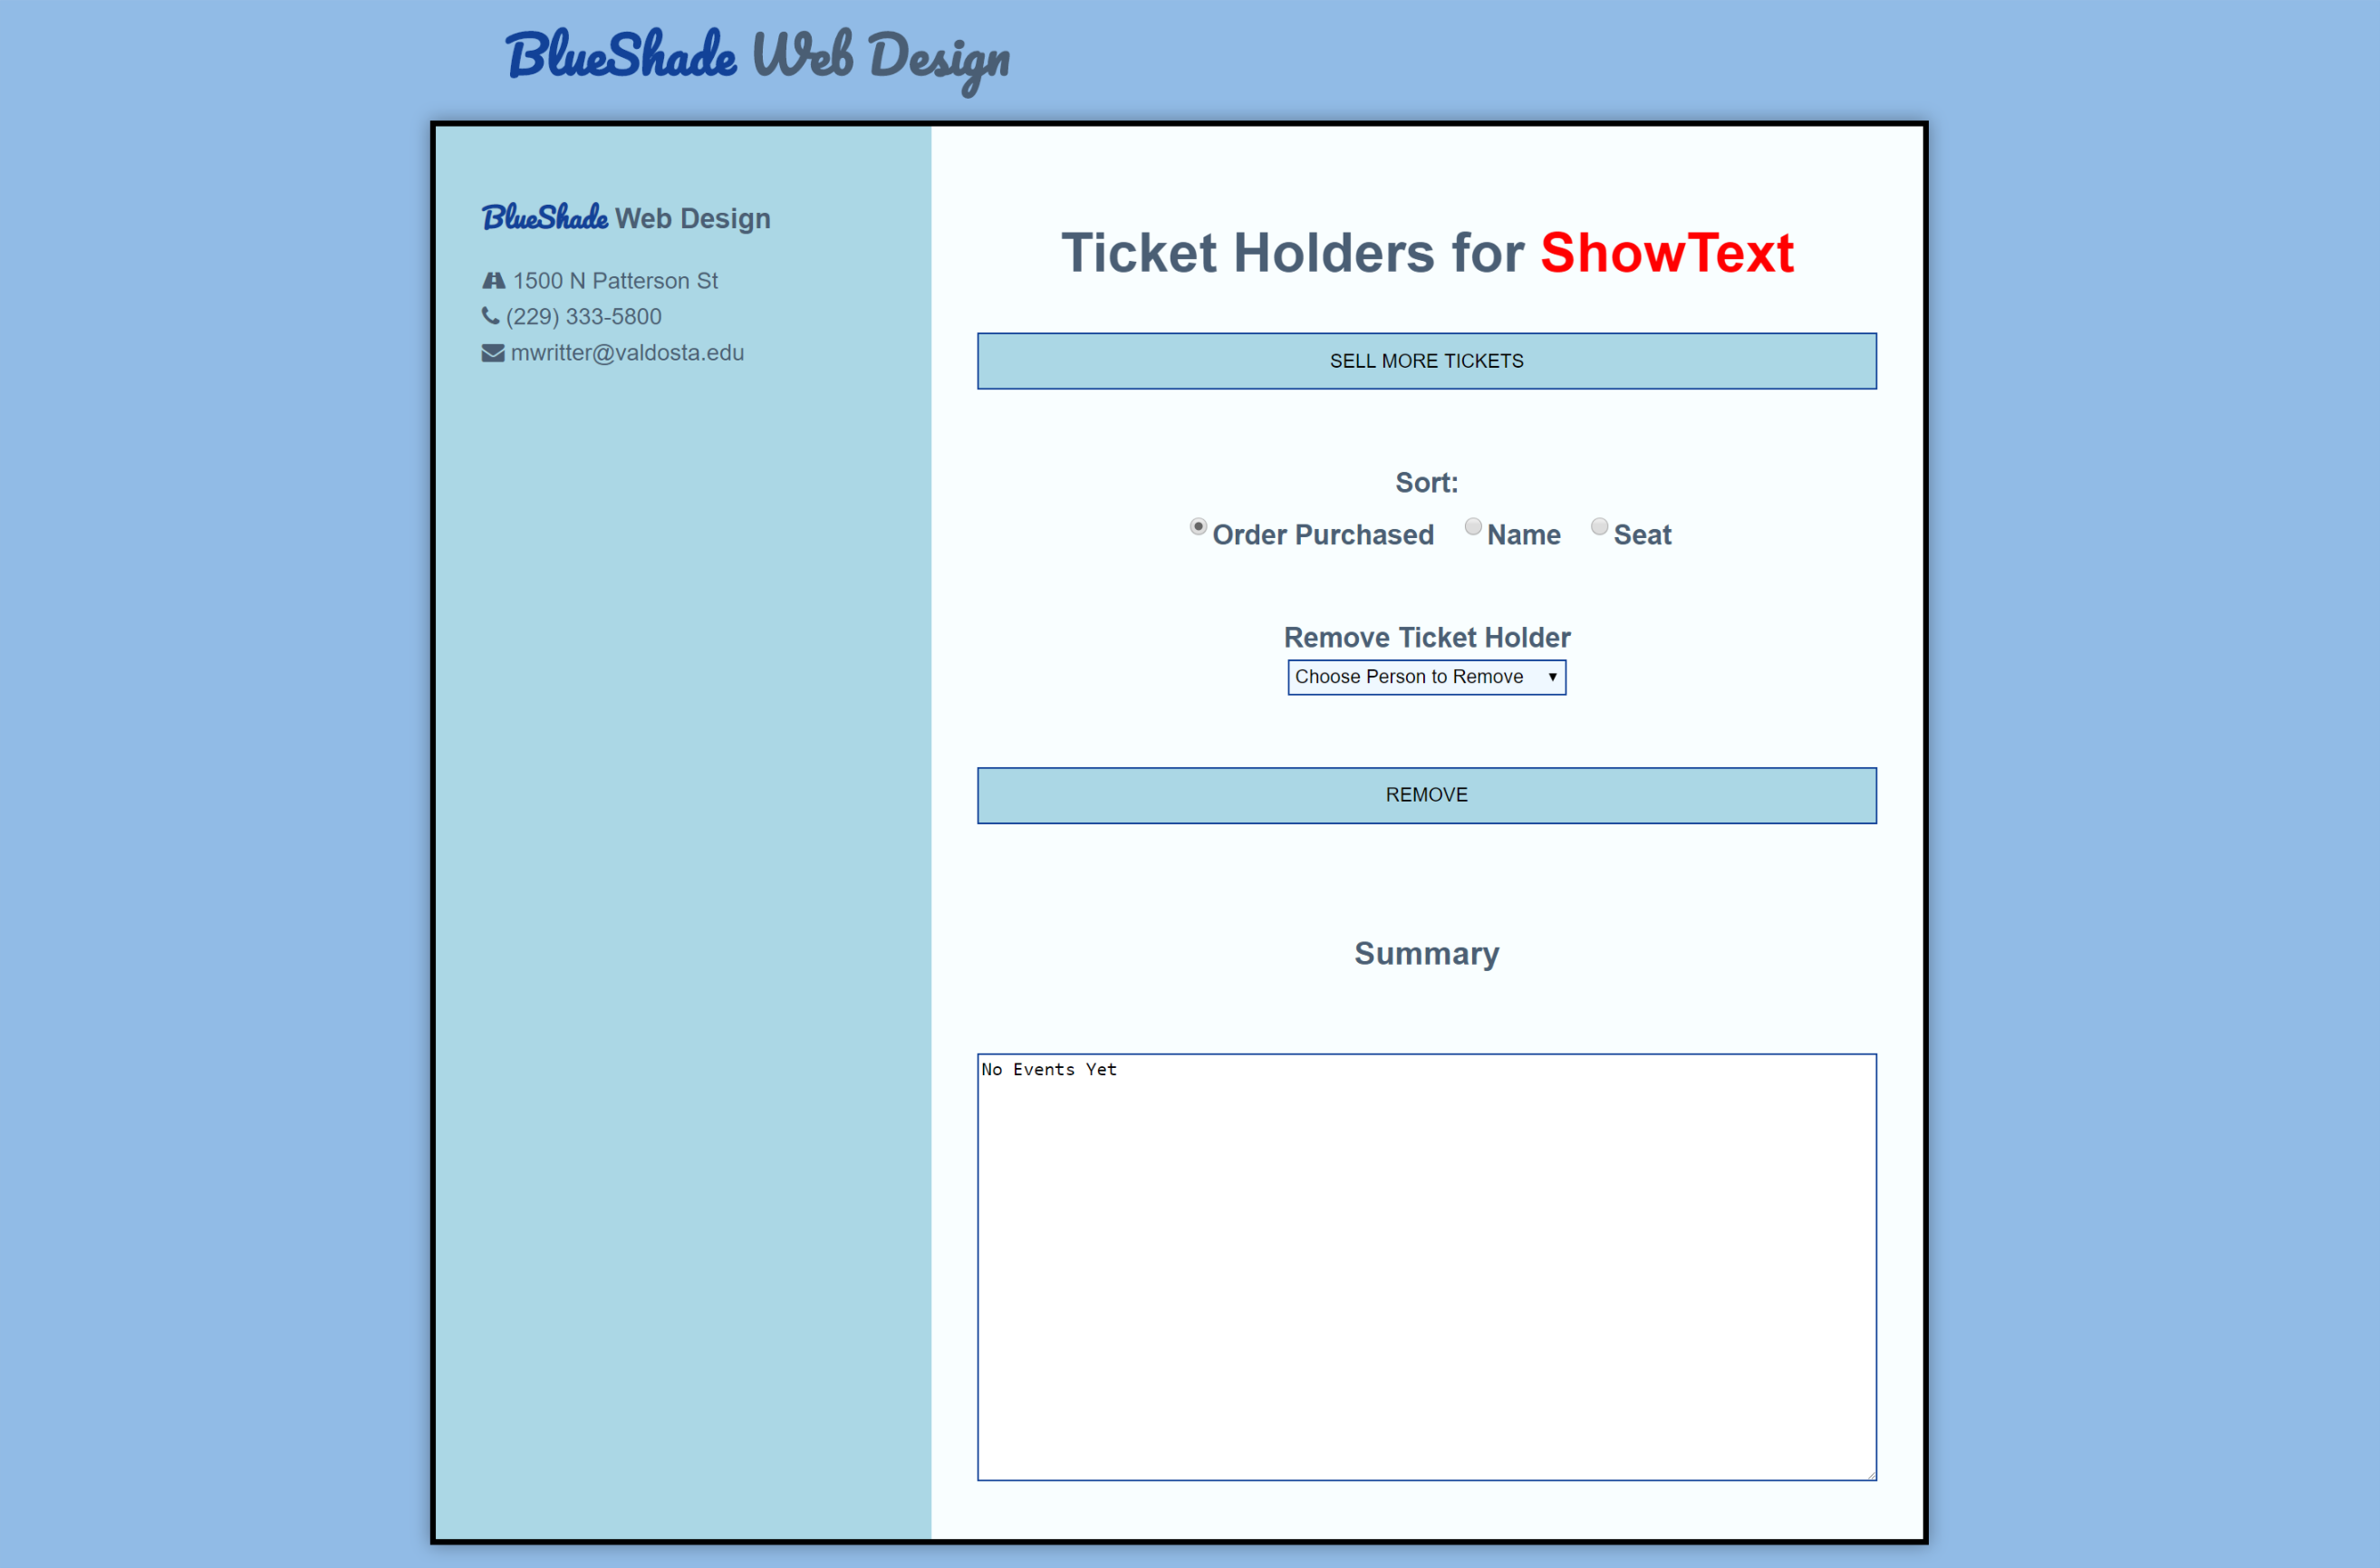 BlueShade Web Design
BlueShade Web Design
1500 N Patterson St
(229) 333-5800
mwritter@valdosta.edu
Ticket Holders for ShowText
SELL MORE TICKETS
Sort:
Order Purchased Name Seat
Remove Ticket Holder
Choose Person to Remove
REMOVE
Summary
No Events Yet